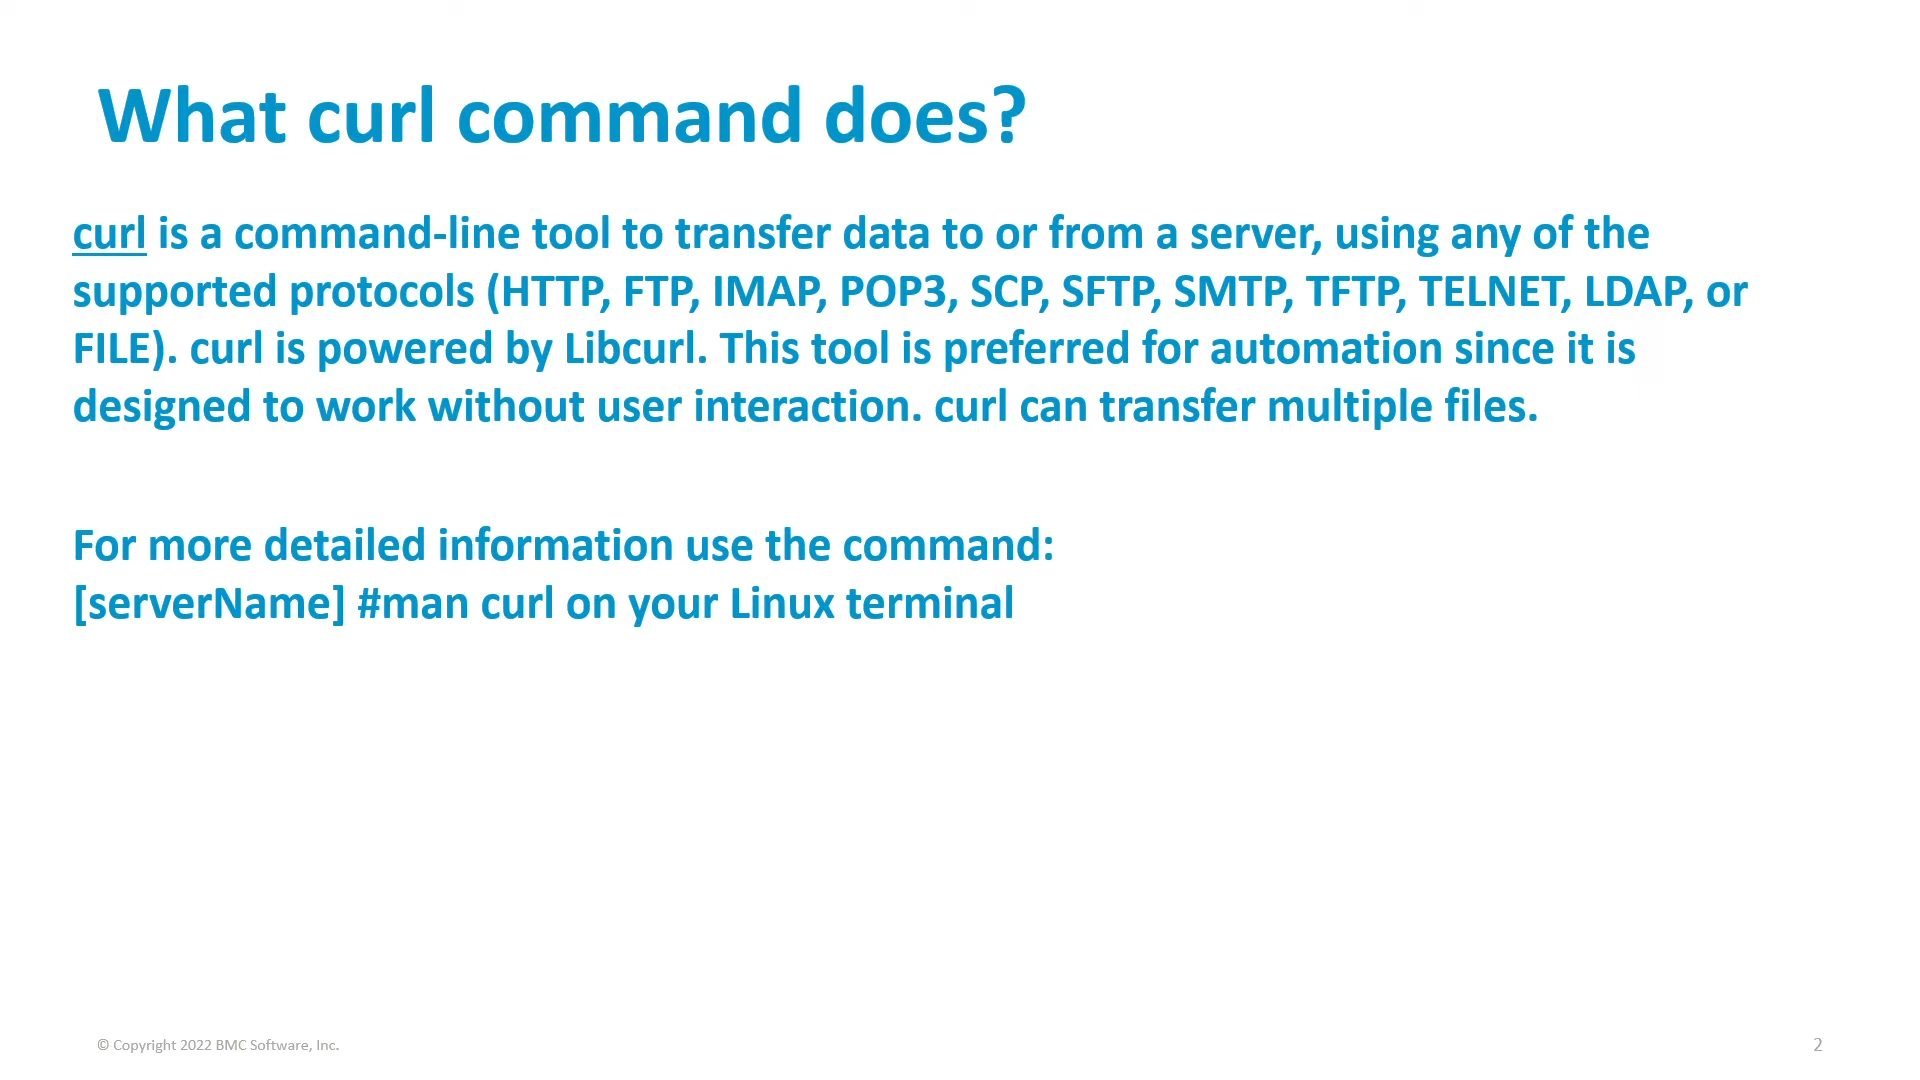 What curl command does?
curl is a command-line tool to transfer data to or from a server, using any of the
supported protocols (HTTP, FTP, IMAP, POP3, SCP, SFTP, SMTP, TFTP, TELNET, LDAP, or
FILE). curl is powered by Libcurl. This tool is preferred for automation since it is
designed to work without user interaction. curl can transfer multiple files.
For more detailed information use the command:
[serverName] #man curl on your Linux terminal
© Copyright 2022 BMC Software, Inc.
2